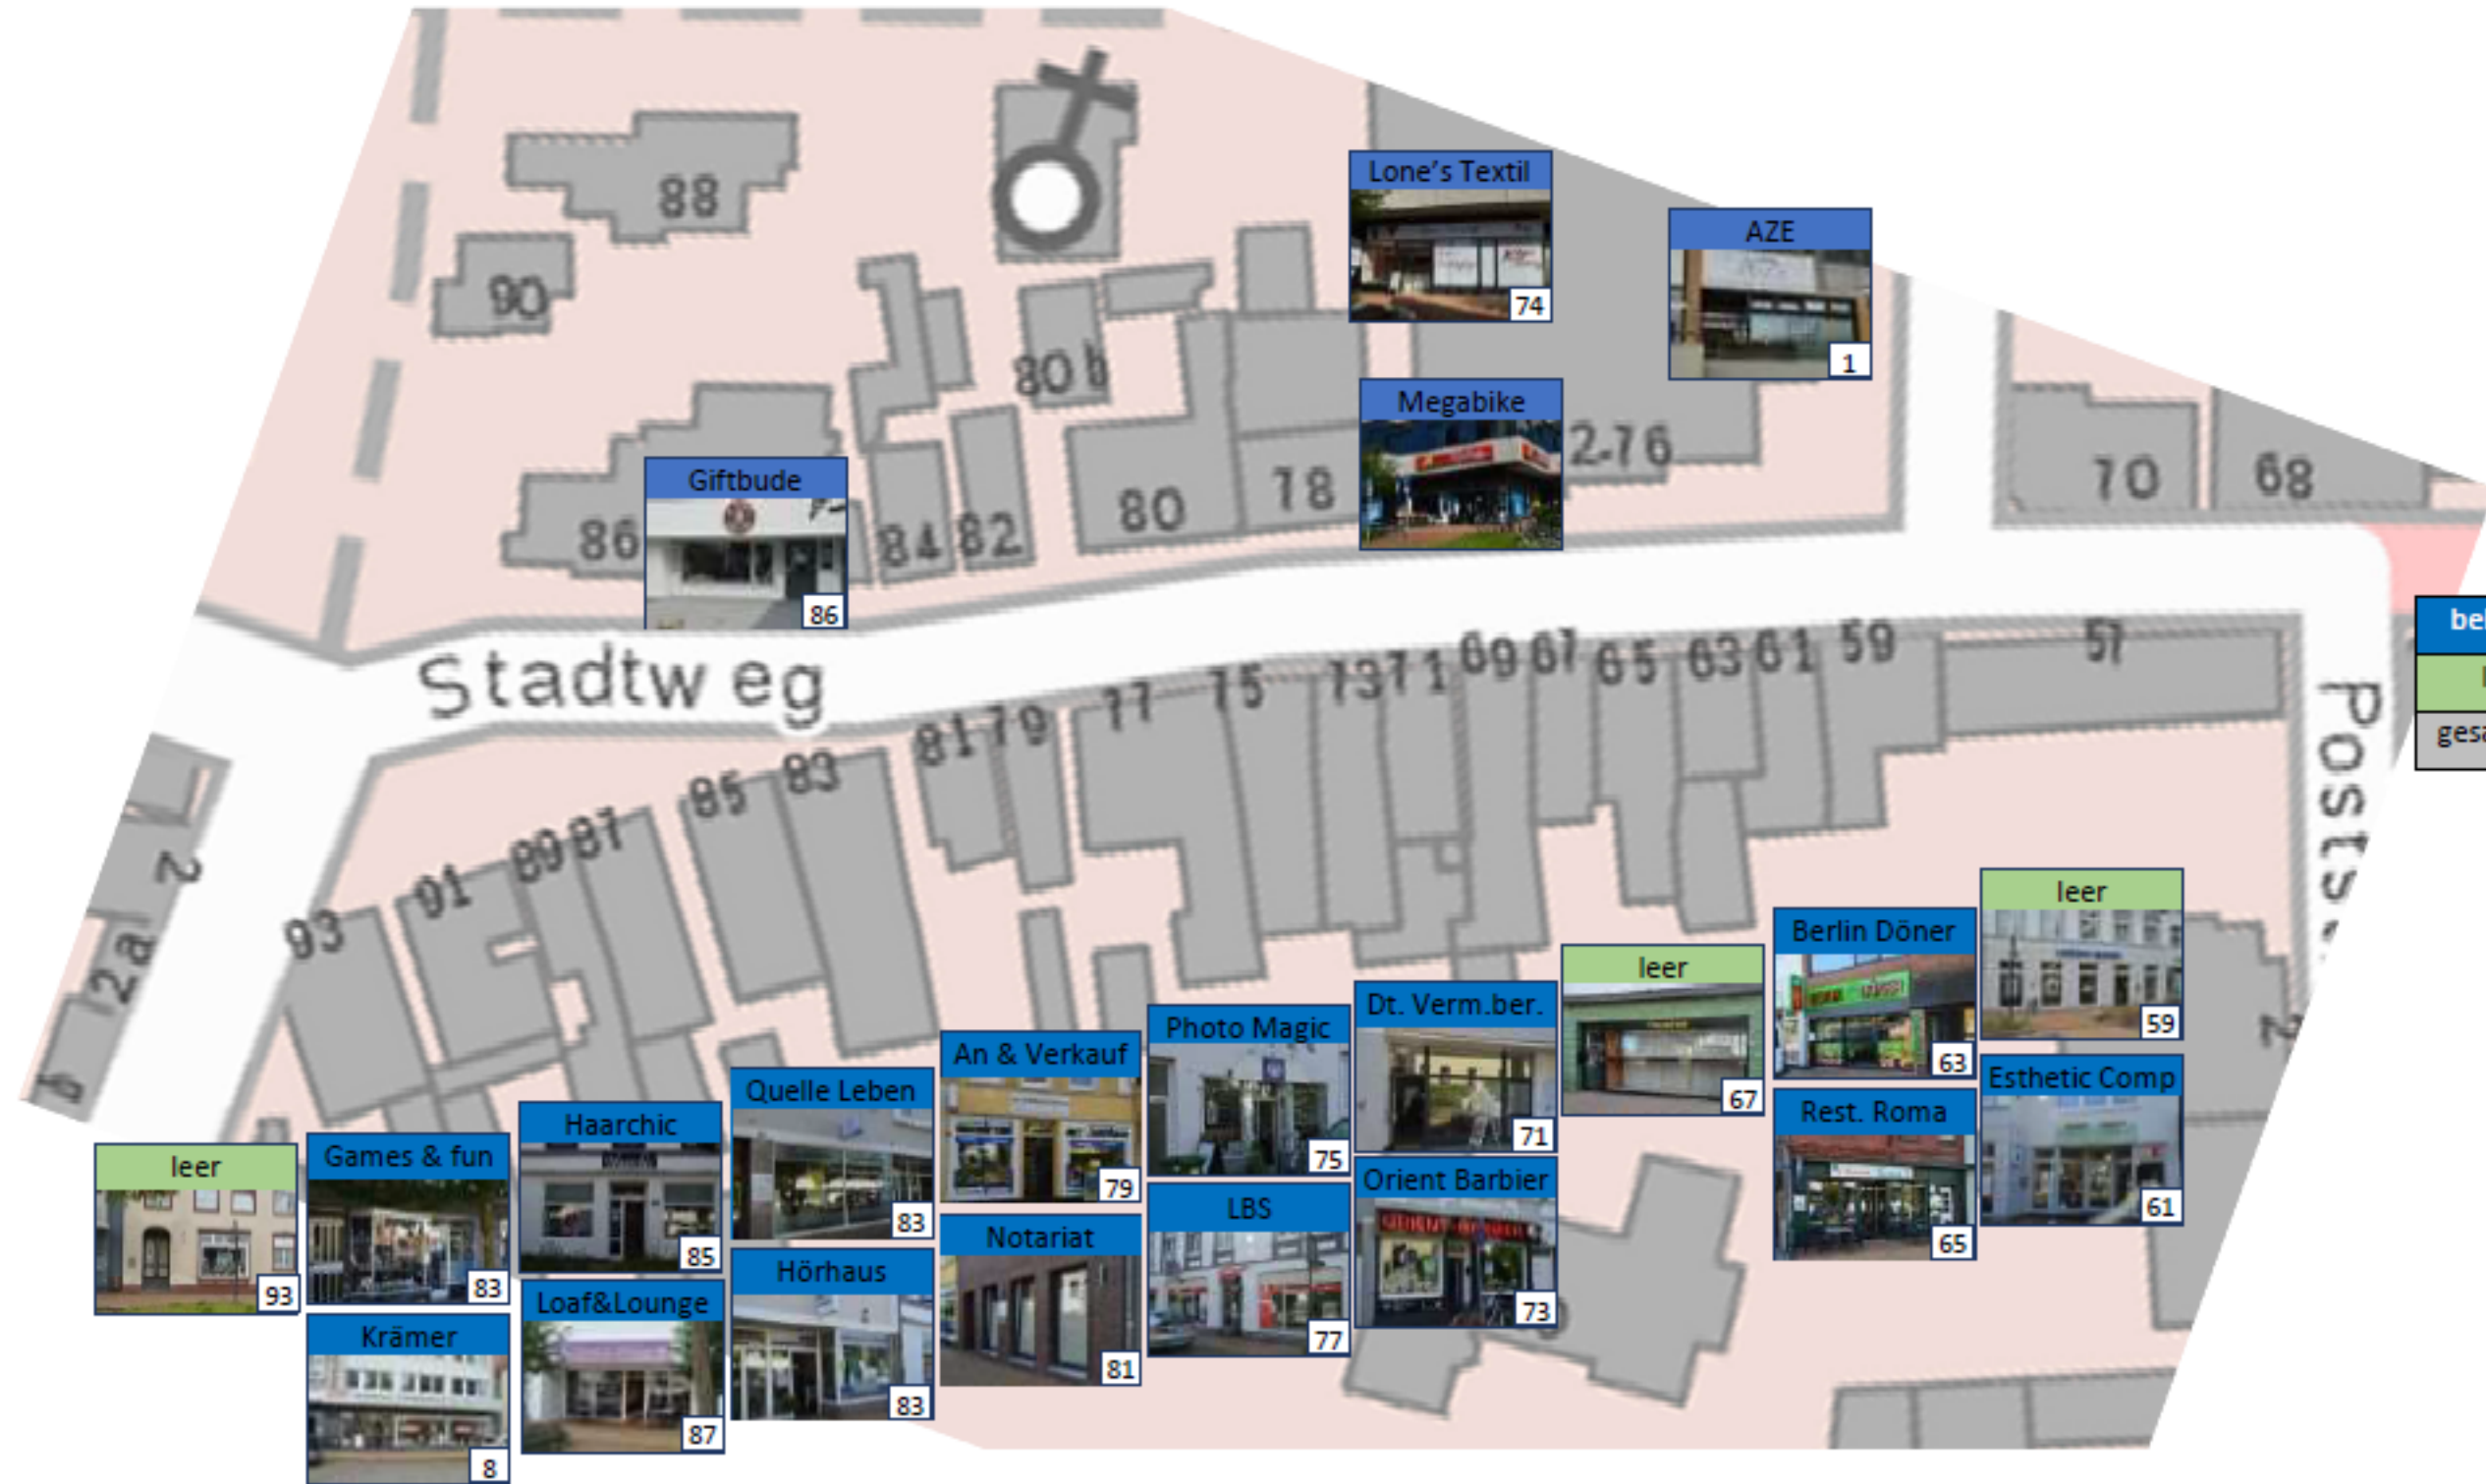 88
90
80 b
86
84
82
80
78
2-76
70
68
Lone's Textil
74
AZE
1
Megabike
Giftbude
86
Stadtweg
93
91
89
87
85
83
81
79
77
75
73
71
69
67
65
63
61
59
57
2
2a
2
leer
93
Games & fun
83
Krämer
8
Haarchic
85
Loaf&Lounge
87
Quelle Leben
83
Hörhaus
83
An & Verkauf
79
Notariat
81
Photo Magic
75
LBS
77
Dt. Verm.ber.
71
Orient Barbier
73
leer
67
Berlin Döner
63
Rest. Roma
65
leer
59
Esthetic Comp
61